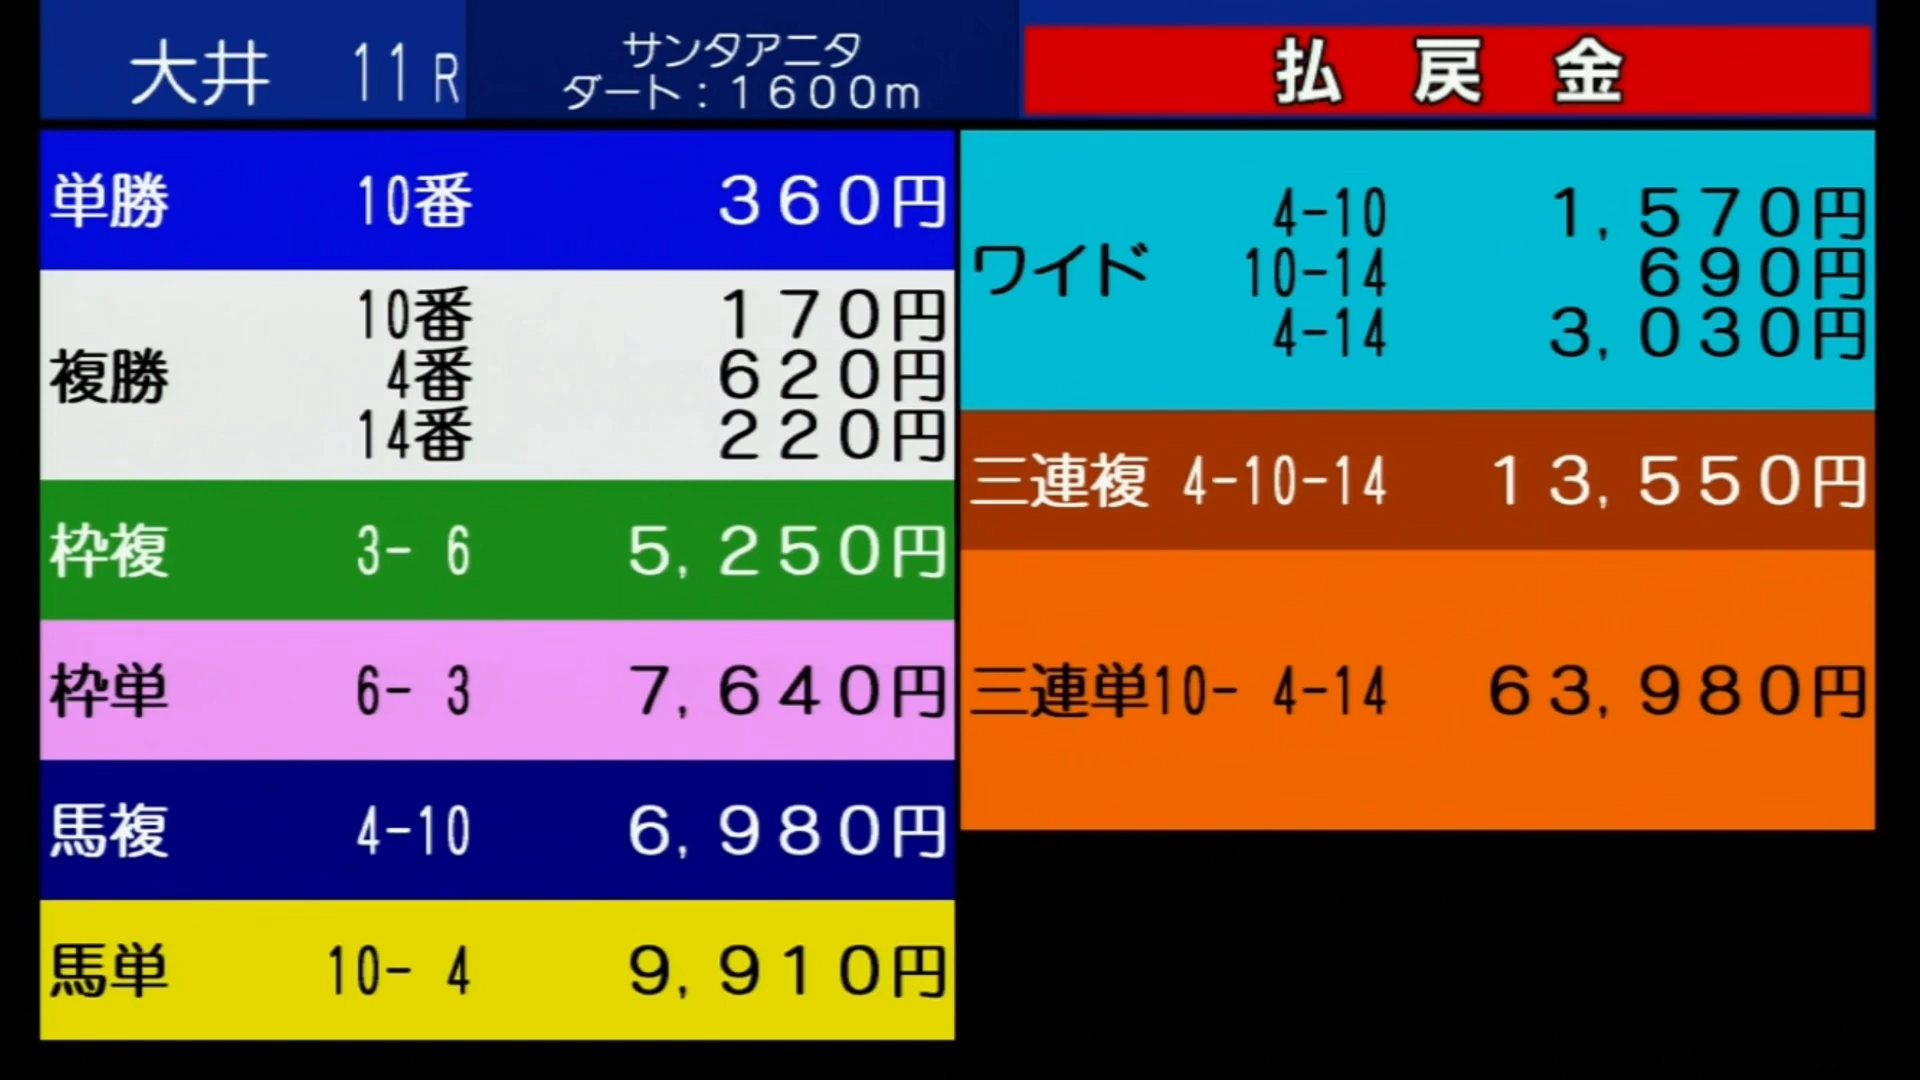 大井 11R
サンタアニタ
ダート：1600m
払戻金
単勝 10番 360円
複勝
10番 170円
4番 620円
14番 220円
枠複 3- 6 5,250円
枠単 6- 3 7,640円
馬複 4-10 6,980円
馬単 10- 4 9,910円
ワイド
4-10 1,570円
10-14 690円
4-14 3,030円
三連複 4-10-14 13,550円
三連単 10- 4-14 63,980円